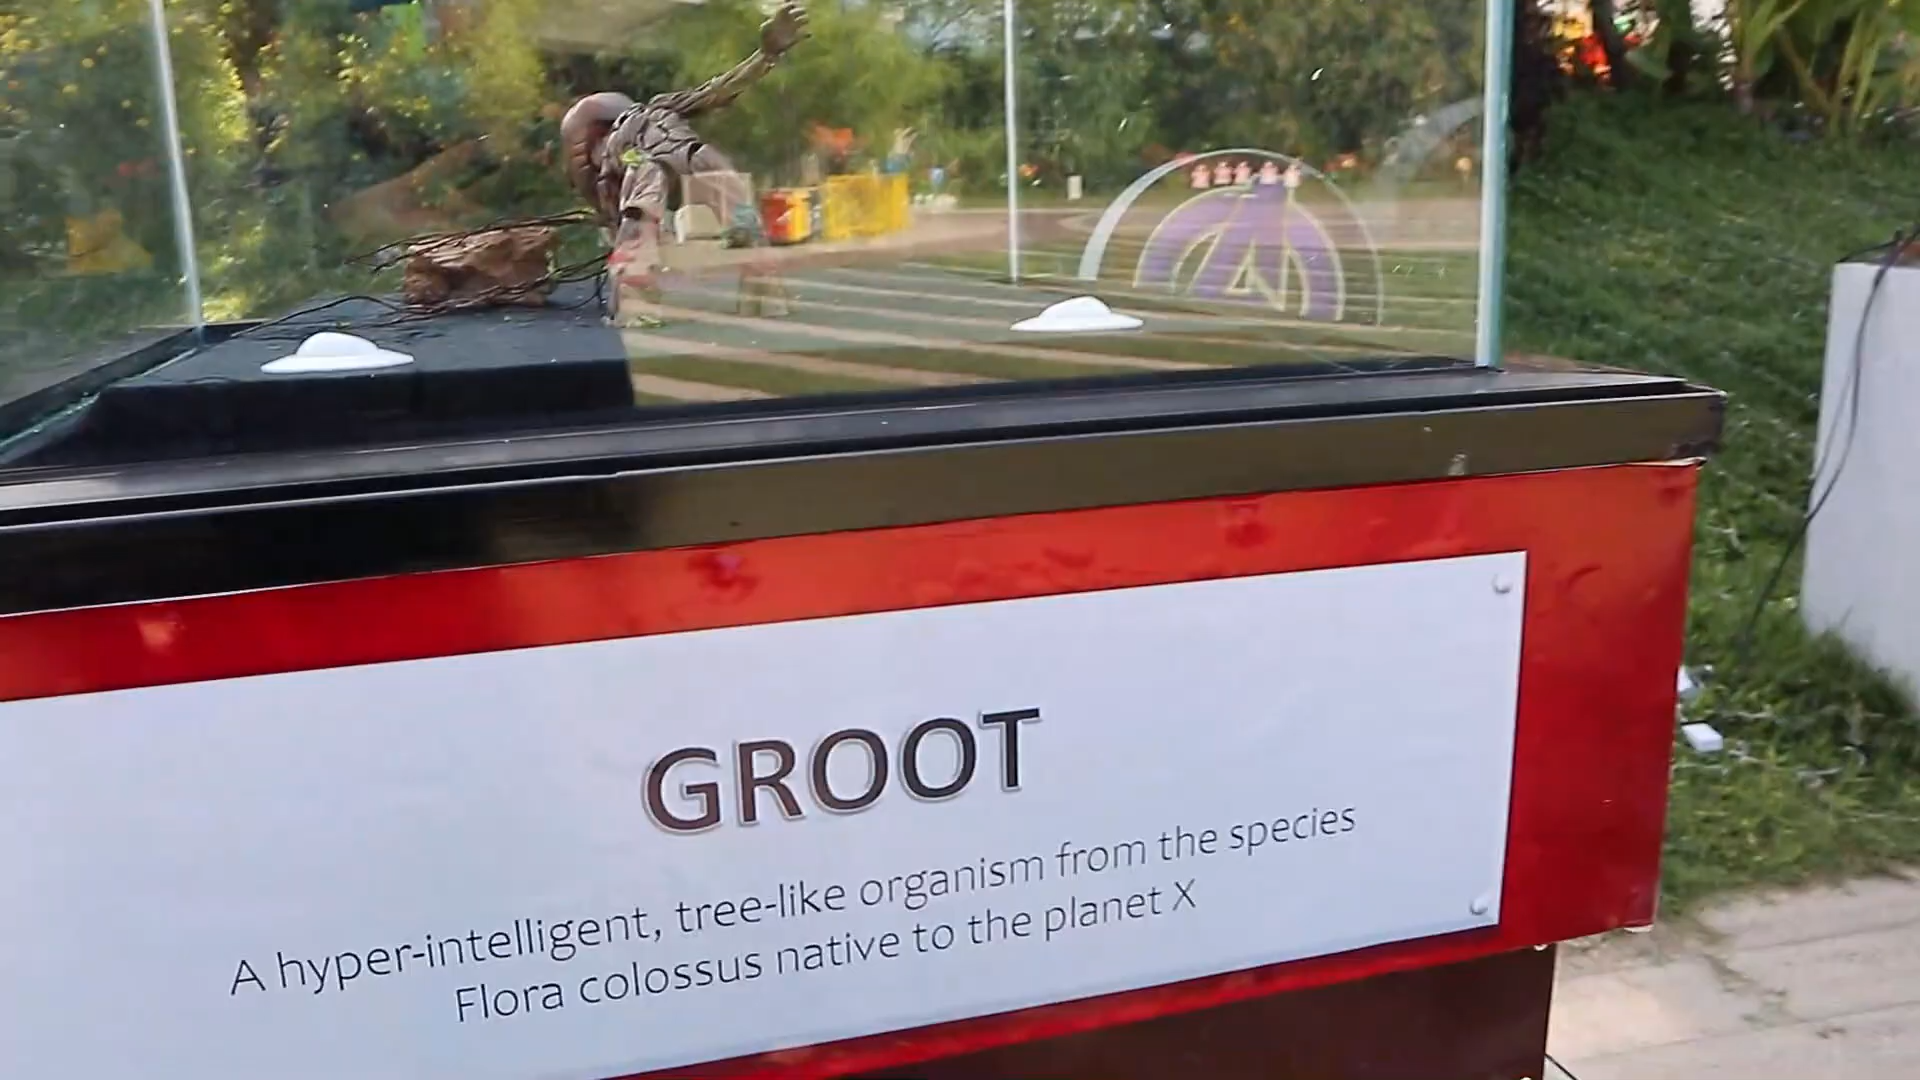 GROOT
A hyper-intelligent, tree-like organism from the species
Flora colossus native to the planet X